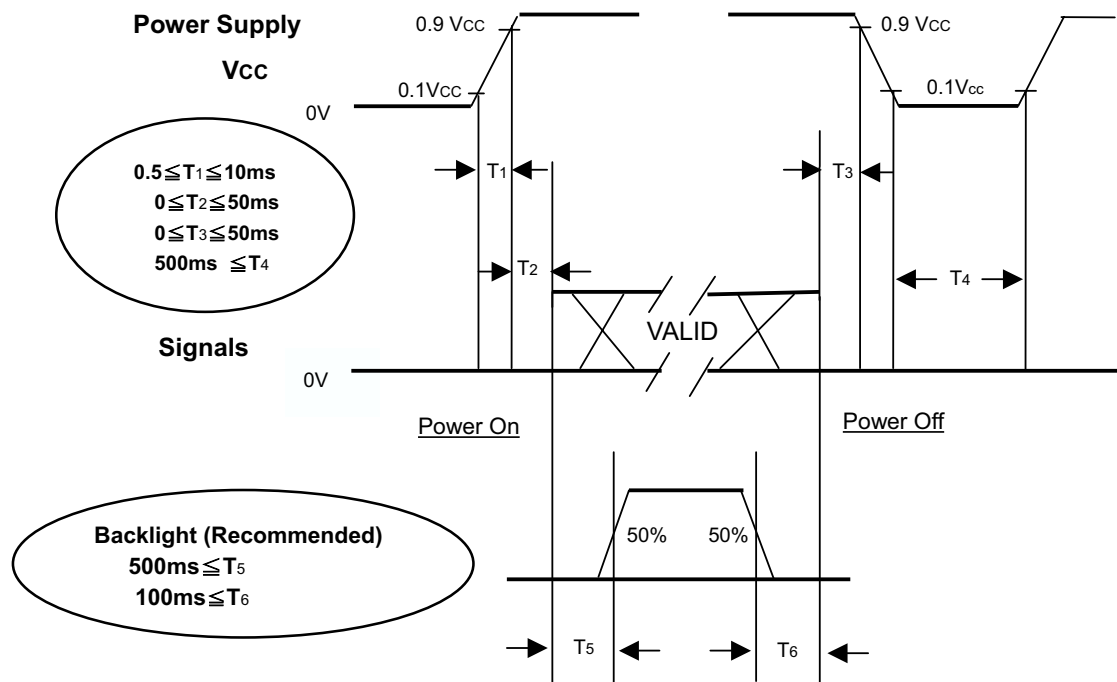 Power Supply
VCC
0.9 VCC
0.1VCC
0V
0.9 VCC
0.1Vcc
0.5≦T1≦10ms
0≦T2≦50ms
0≦T3≦50ms
500ms ≦T4
T1
T2
T3
T4
Signals
VALID
0V
Power On
Power Off
Backlight (Recommended)
500ms≦T5
100ms≦T6
50%
50%
T5
T6